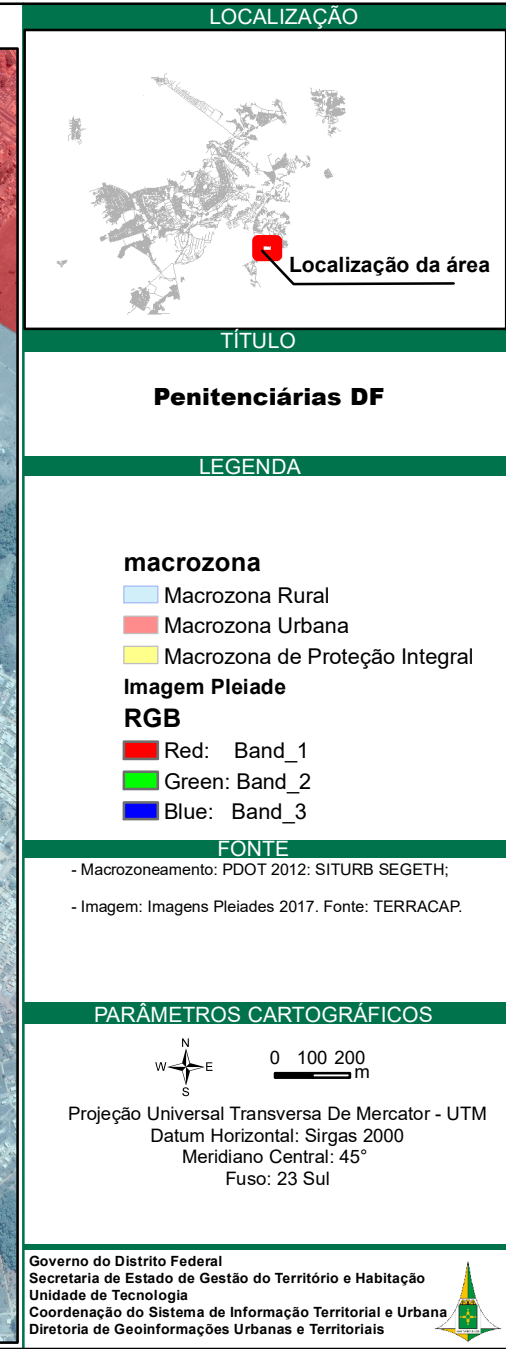 LOCALIZAÇÃO
Localização da área
TÍTULO
Penitenciárias DF
LEGENDA
macrozona
Macrozona Rural
Macrozona Urbana
Macrozona de Proteção Integral
Imagem Pleiade
RGB
Red: Band_1
Green: Band_2
Blue: Band_3
FONTE
- Macrozoneamento: PDOT 2012: SITURB SEGETH;
- Imagem: Imagens Pleiades 2017. Fonte: TERRACAP.
PARÂMETROS CARTOGRÁFICOS
N
W E
S
0 100 200
m
Projeção Universal Transversa De Mercator - UTM
Datum Horizontal: Sirgas 2000
Meridiano Central: 45°
Fuso: 23 Sul
Governo do Distrito Federal
Secretaria de Estado de Gestão do Território e Habitação
Unidade de Tecnologia
Coordenação do Sistema de Informação Territorial e Urbana
Diretoria de Geoinformações Urbanas e Territoriais